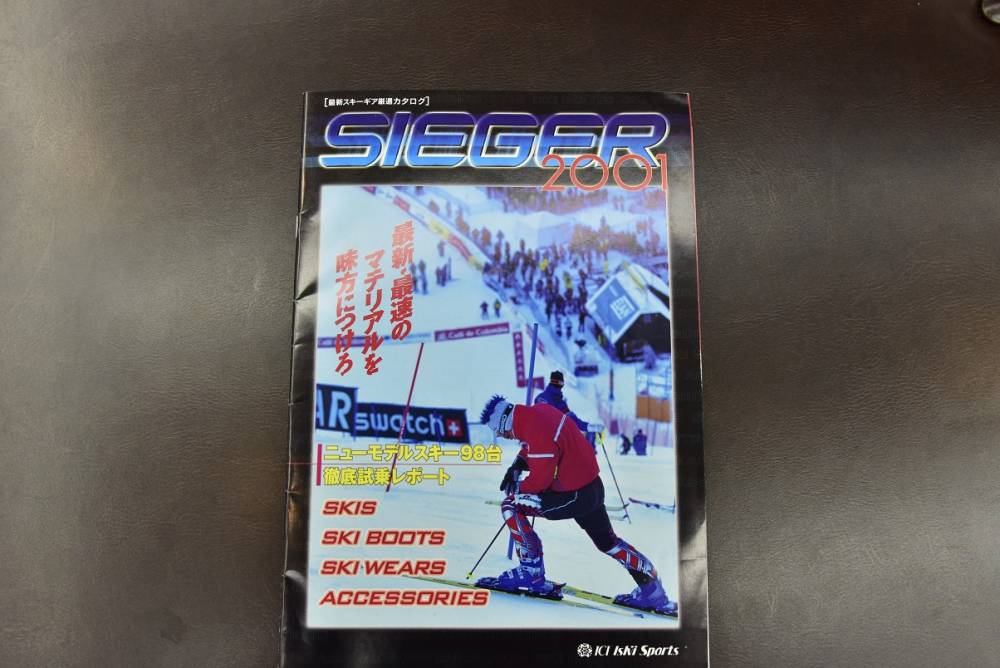 [最新スキーギア厳選カタログ]
SIEGER
2001
最新・最速の
マテリアルを
味方につけろ
Café de Colombia
AR swatch
ニューモデルスキー98台
徹底試乗レポート
SKIS
SKI BOOTS
SKI・WEARS
ACCESSORIES
ICI IsKi Sports